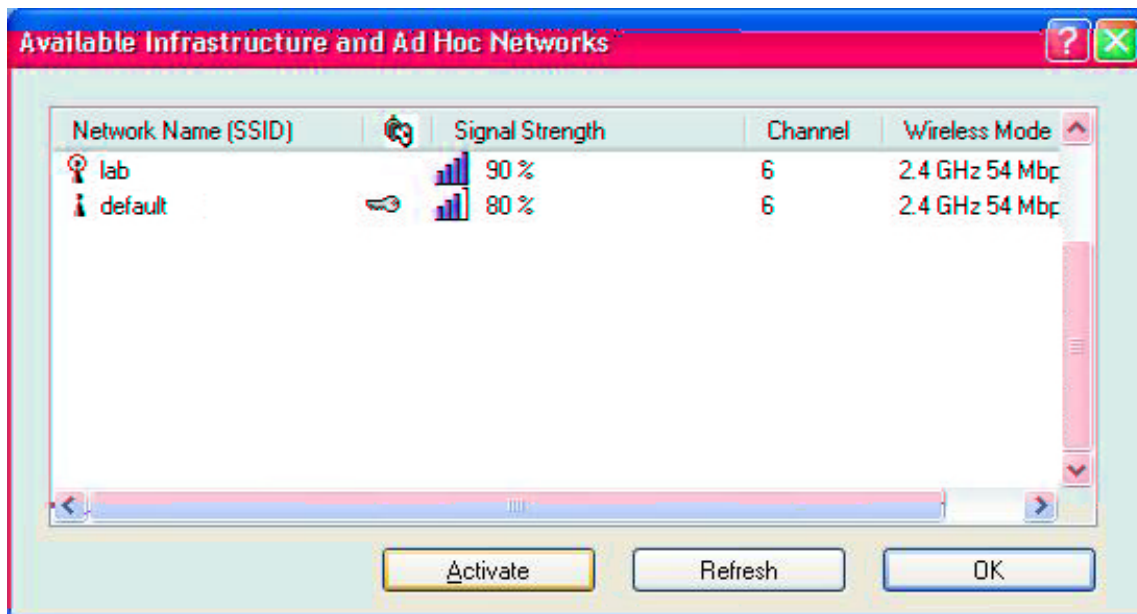 Available Infrastructure and Ad Hoc Networks
Network Name (SSID) Signal Strength Channel Wireless Mode
lab 90 % 6 2.4 GHz 54 Mbp
default 80 % 6 2.4 GHz 54 Mbp
Activate Refresh OK